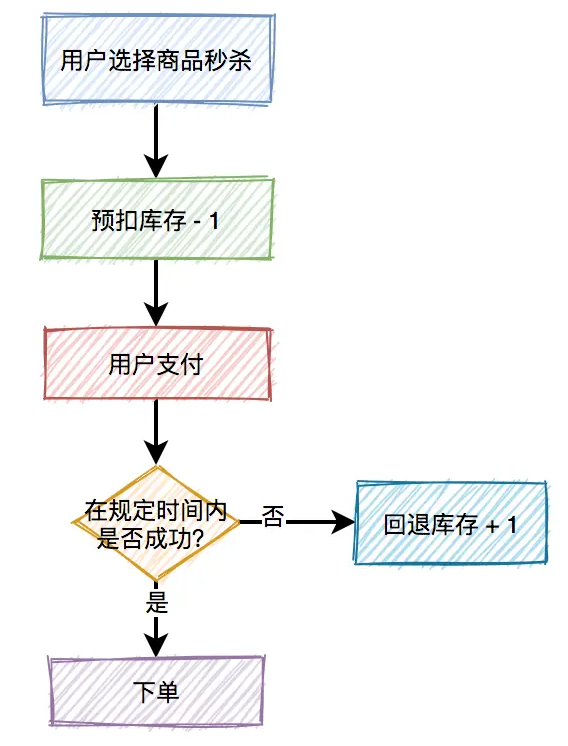 用户选择商品秒杀
预扣库存 - 1
用户支付
在规定时间内
是否成功?
否
回退库存 + 1
是
下单